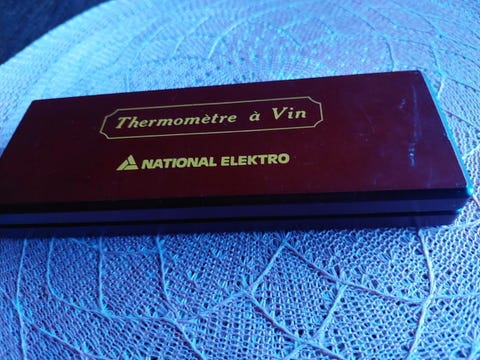 Thermomètre à Vin
NATIONAL ELEKTRO